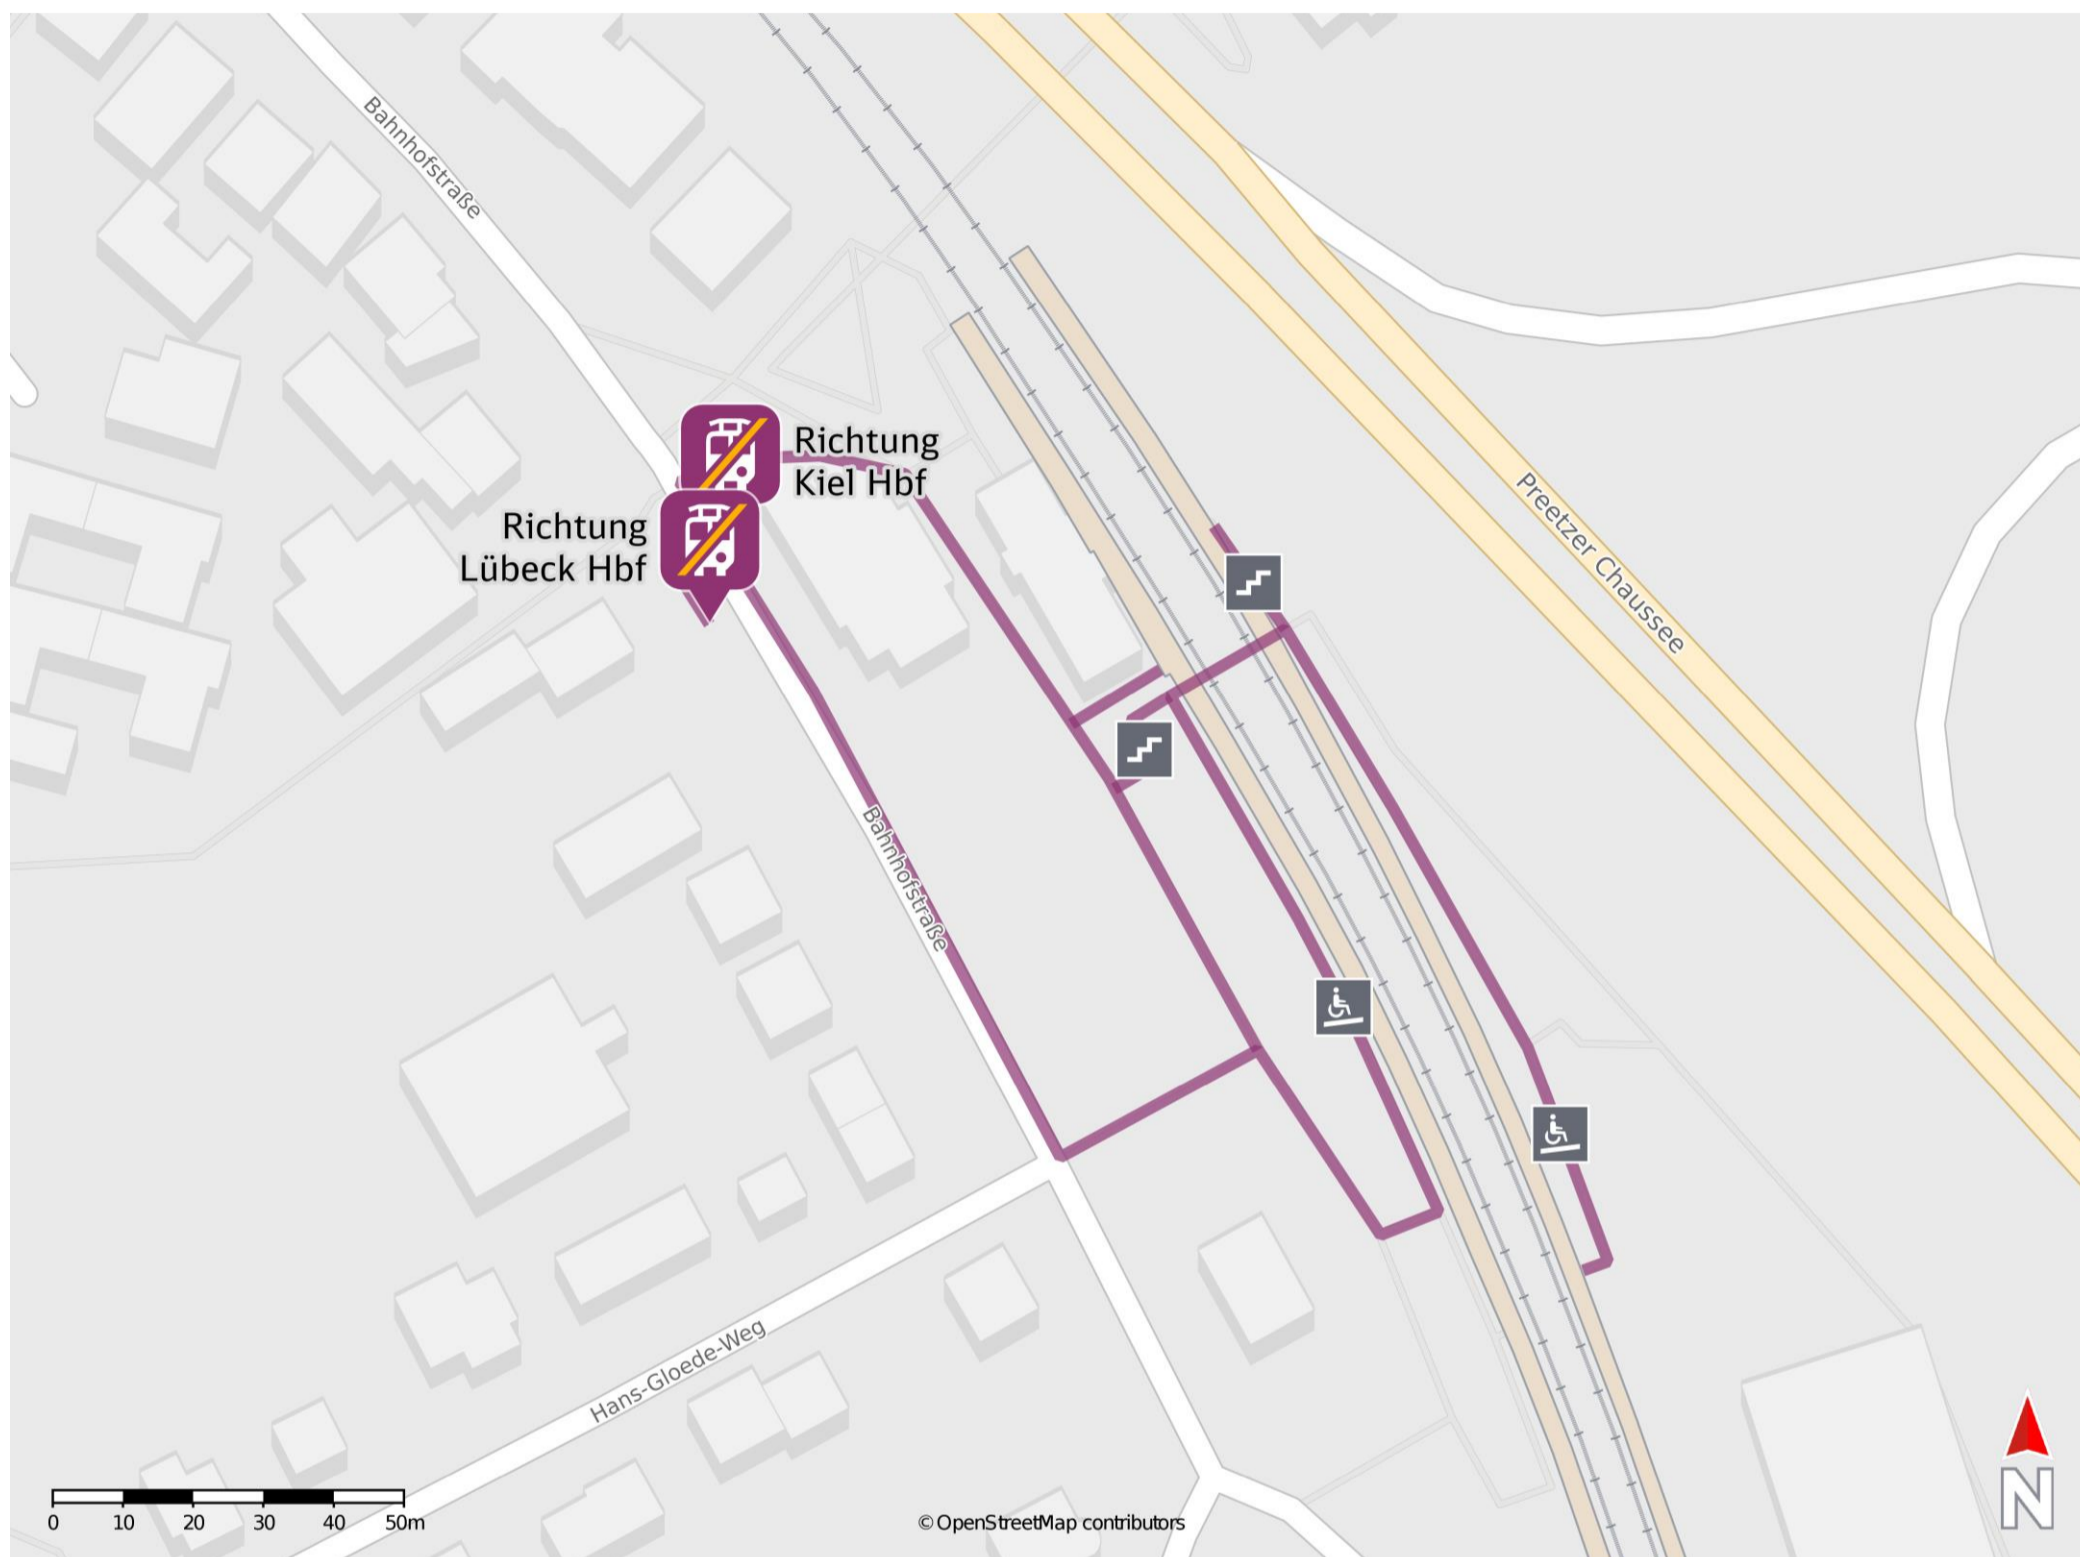 Bahnhofstraße
Richtung
Kiel Hbf
Richtung
Lübeck Hbf
Preetzer Chaussee
Bahnhofstraße
Hans-Gloede-Weg
0 10 20 30 40 50m
© OpenStreetMap contributors
N